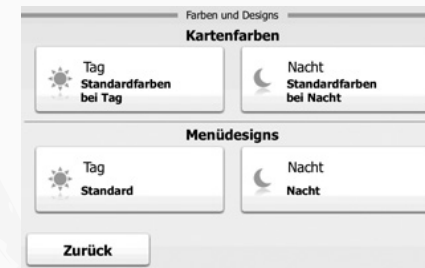 Farben und Designs
Kartenfarben
Tag
Standardfarben
bei Tag
Nacht
Standardfarben
bei Nacht
Menüdesigns
Tag
Standard
Nacht
Nacht
Zurück